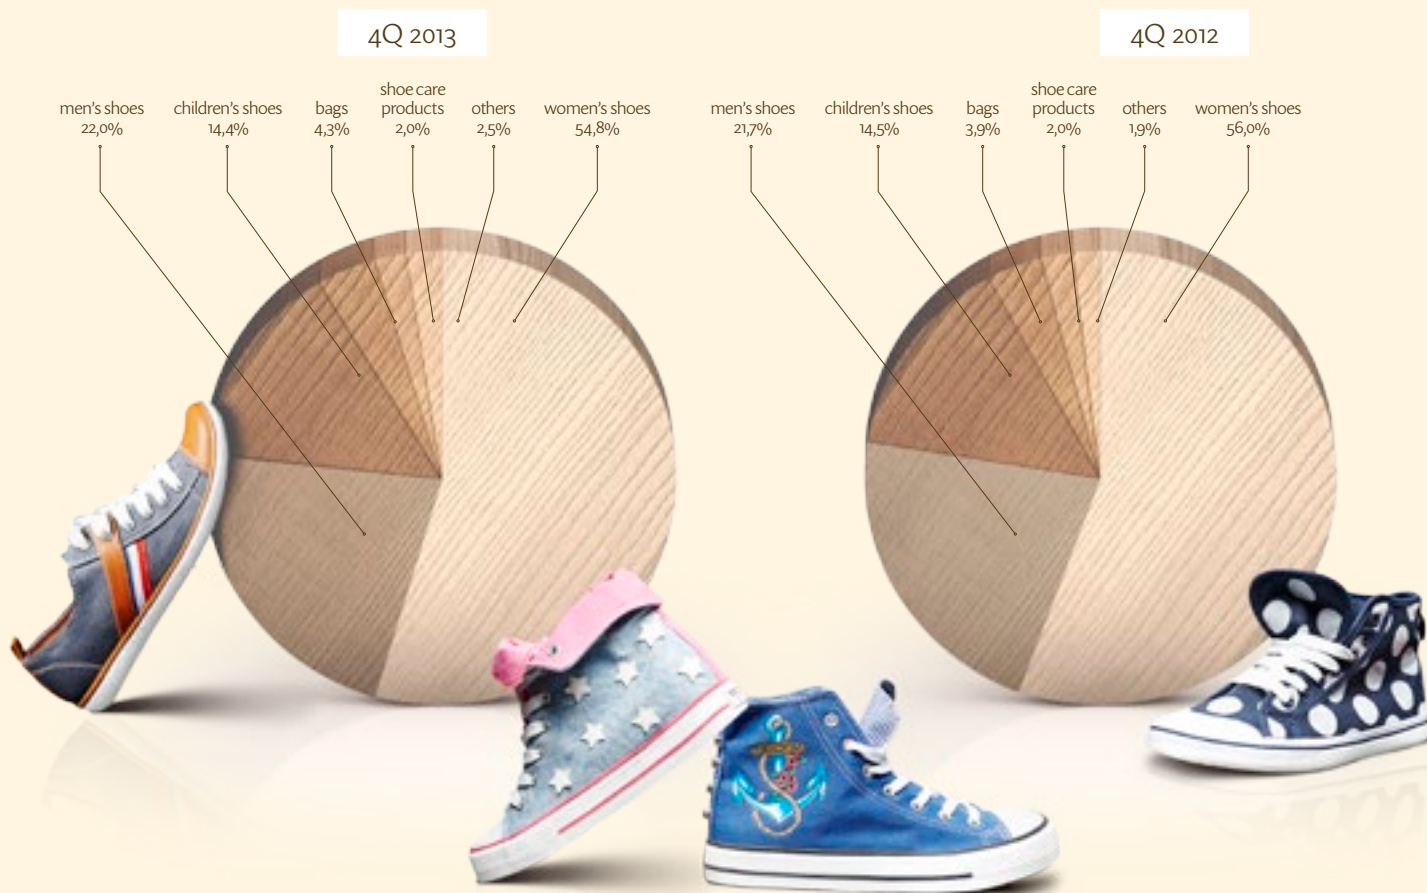 4Q 2013
men's shoes
22,0%
children's shoes
14,4%
bags
4,3%
shoe care
products
2,0%
others
2,5%
women's shoes
54,8%
4Q 2012
men's shoes
21,7%
children's shoes
14,5%
bags
3,9%
shoe care
products
2,0%
others
1,9%
women's shoes
56,0%